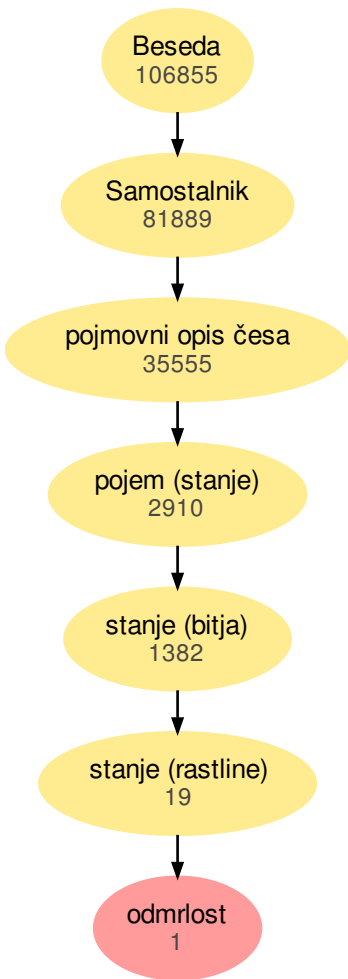 Beseda
106855
Samostalnik
81889
pojmovni opis česa
35555
pojem (stanje)
2910
stanje (bitja)
1382
stanje (rastline)
19
odmrlost
1